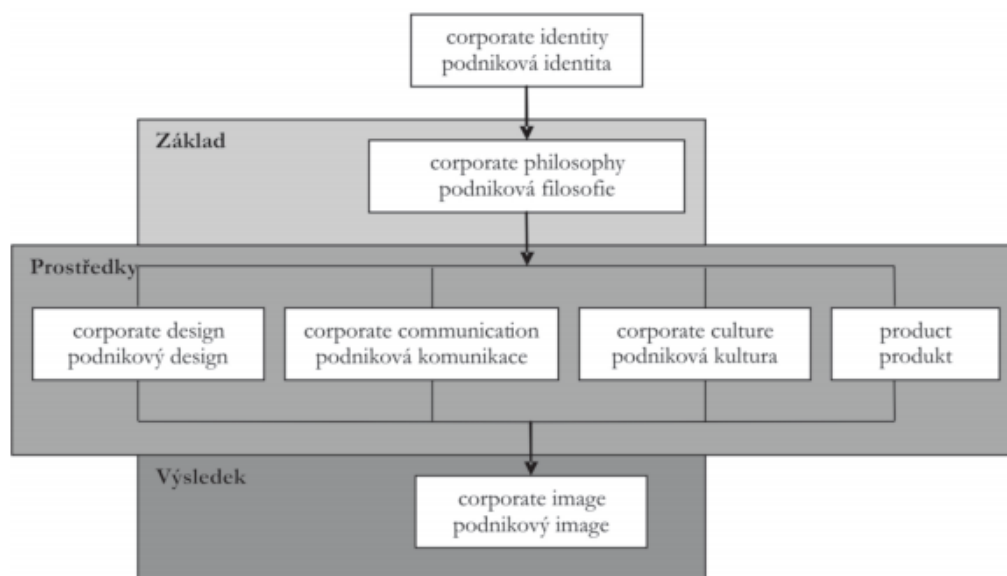 corporate identity
podniková identita
Základ
corporate philosophy
podniková filosofie
Prostředky
corporate design
podnikový design
corporate communication
podniková komunikace
corporate culture
podniková kultura
product
produkt
Výsledek
corporate image
podnikový image